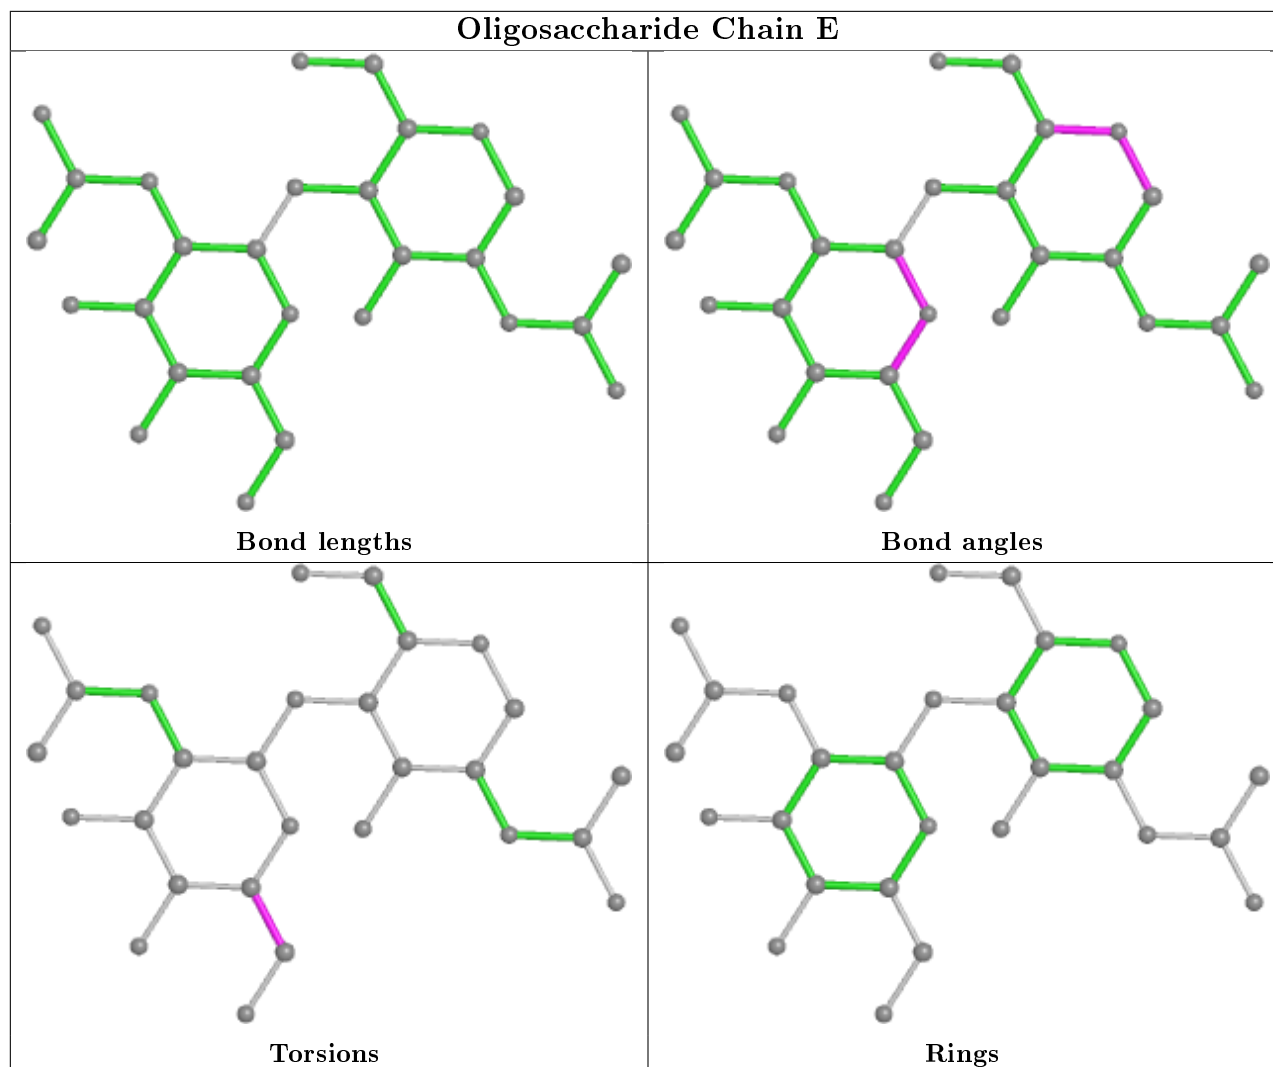 Oligosaccharide Chain E
Bond lengths
Bond angles
Torsions
Rings